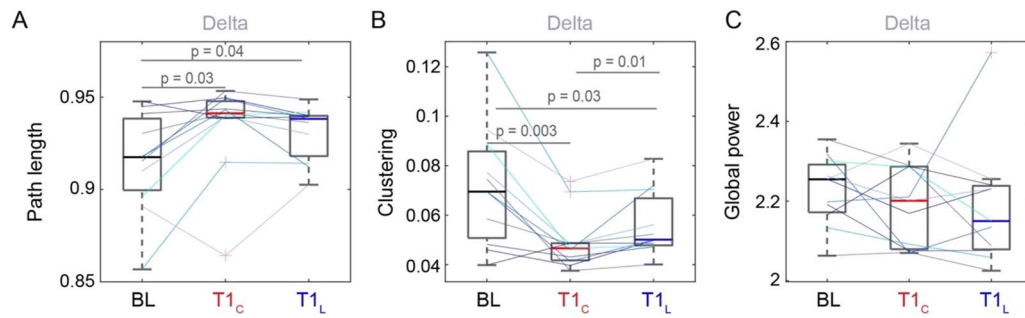 A
Delta
Path length
0.95
0.9
0.85
p = 0.04
p = 0.03
BL
T1C
T1L
B
Delta
Clustering
0.12
0.10
0.08
0.06
0.04
p = 0.01
p = 0.03
p = 0.003
BL
T1C
T1L
C
Delta
Global power
2.6
2.4
2.2
2
BL
T1C
T1L